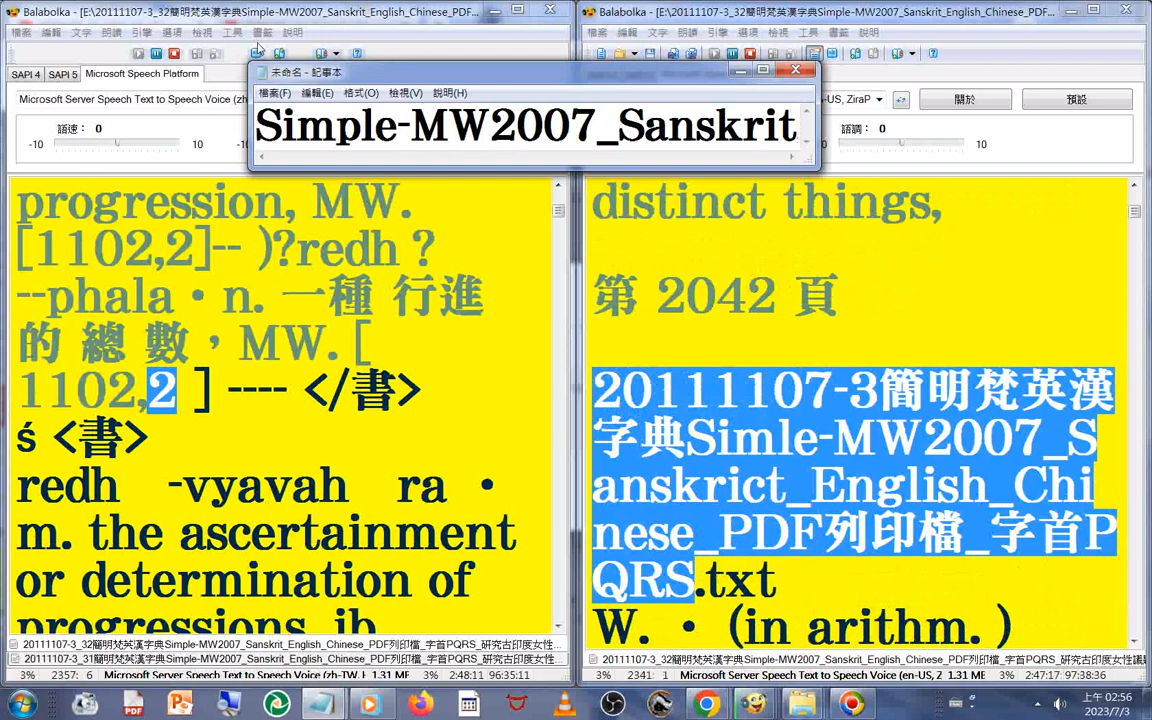 Balabolka - [E:\20111107-3_32簡明梵英漢字典Simple-MW2007_Sanskrit_English_Chinese_PDF...
檔案 編輯 文字 朗讀 引擎 選項 檢視 工具 書籤 說明
SAPI 4 SAPI 5 Microsoft Speech Platform
Microsoft Server Speech Text to Speech Voice (zh
語速： 0
-10 10 -10
progression, MW.
[1102,2]-- )?redh ?
--phala • n. 一種 行進
的 總 數，MW. [
1102,2 ] ---- </書>
ś <書>
redh -vyavah ra •
m. the ascertainment
or determination of
progressions, ib
20111107-3_32簡明梵英漢字典Simple-MW2007_Sanskrit_English_Chinese_PDF列印檔_字首PQRS_研究古印度女性...
20111107-3_31簡明梵英漢字典Simple-MW2007_Sanskrit_English_Chinese_PDF列印檔_字首PQRS_研究古印度女性...
3% 2357: 6 Microsoft Server Speech Text to Speech Voice (zh-TW, I. 1.31 MB 3% 2:48:11 96:35:11
未命名 - 記事本
檔案(F) 編輯(E) 格式(O) 檢視(V) 說明(H)
Simple-MW2007_Sanskrit
Balabolka - [E:\20111107-3_32簡明梵英漢字典Simple-MW2007_Sanskrit_English_Chinese_PDF...
檔案 編輯 文字 朗讀 引擎 選項 檢視 工具 書籤 說明
-US, ZiraP 關於 預設
語調： 0
10
distinct things,
第 2042 頁
20111107-3簡明梵英漢
字典Simle-MW2007_S
anskrict_English_Chi
nese_PDF列印檔_字首P
QRS.txt
W. • (in arithm. )
20111107-3_32簡明梵英漢字典Simple-MW2007_Sanskrit_English_Chinese_PDF列印檔_字首PQRS_研究古印度女性議
3% 2341: 1 Microsoft Server Speech Text to Speech Voice (en-US, Z 1.31 MB 3% 2:47:17 97:38:36
上午 02:56
2023/7/3